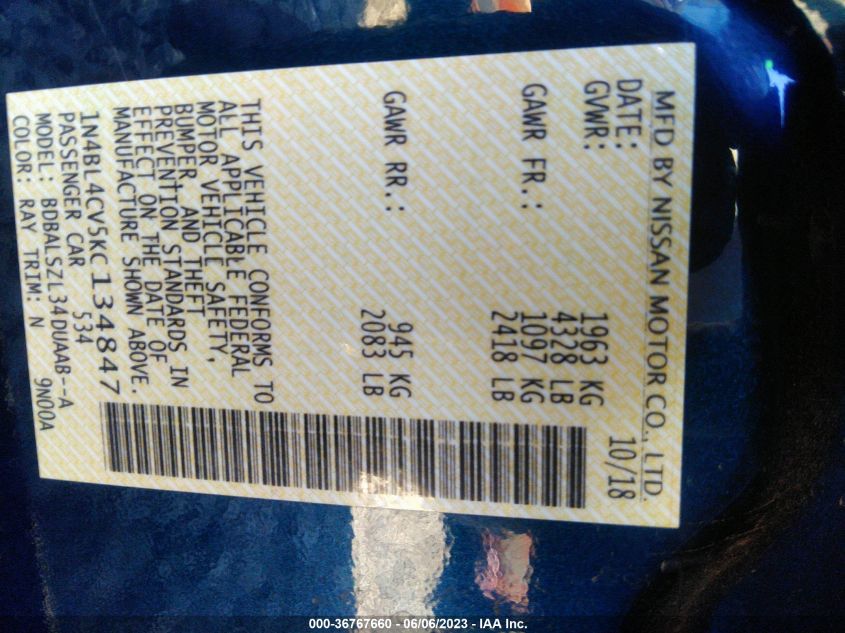 MFD BY NISSAN MOTOR CO., LTD.
DATE: 10/18
GVWR: 1963 KG
4328 LB
GAWR FR.: 1097 KG
2418 LB
GAWR RR.: 945 KG
2083 LB
THIS VEHICLE CONFORMS TO
ALL APPLICABLE FEDERAL
MOTOR VEHICLE SAFETY,
BUMPER, AND THEFT
PREVENTION STANDARDS IN
EFFECT ON THE DATE OF
MANUFACTURE SHOWN ABOVE.
1N4BL4CV5KC134847
PASSENGER CAR 534
MODEL: BDBALSZL34DUAAB--A
COLOR: RAY TRIM: N 9N00A
000-36767660 - 06/06/2023 - IAA Inc.